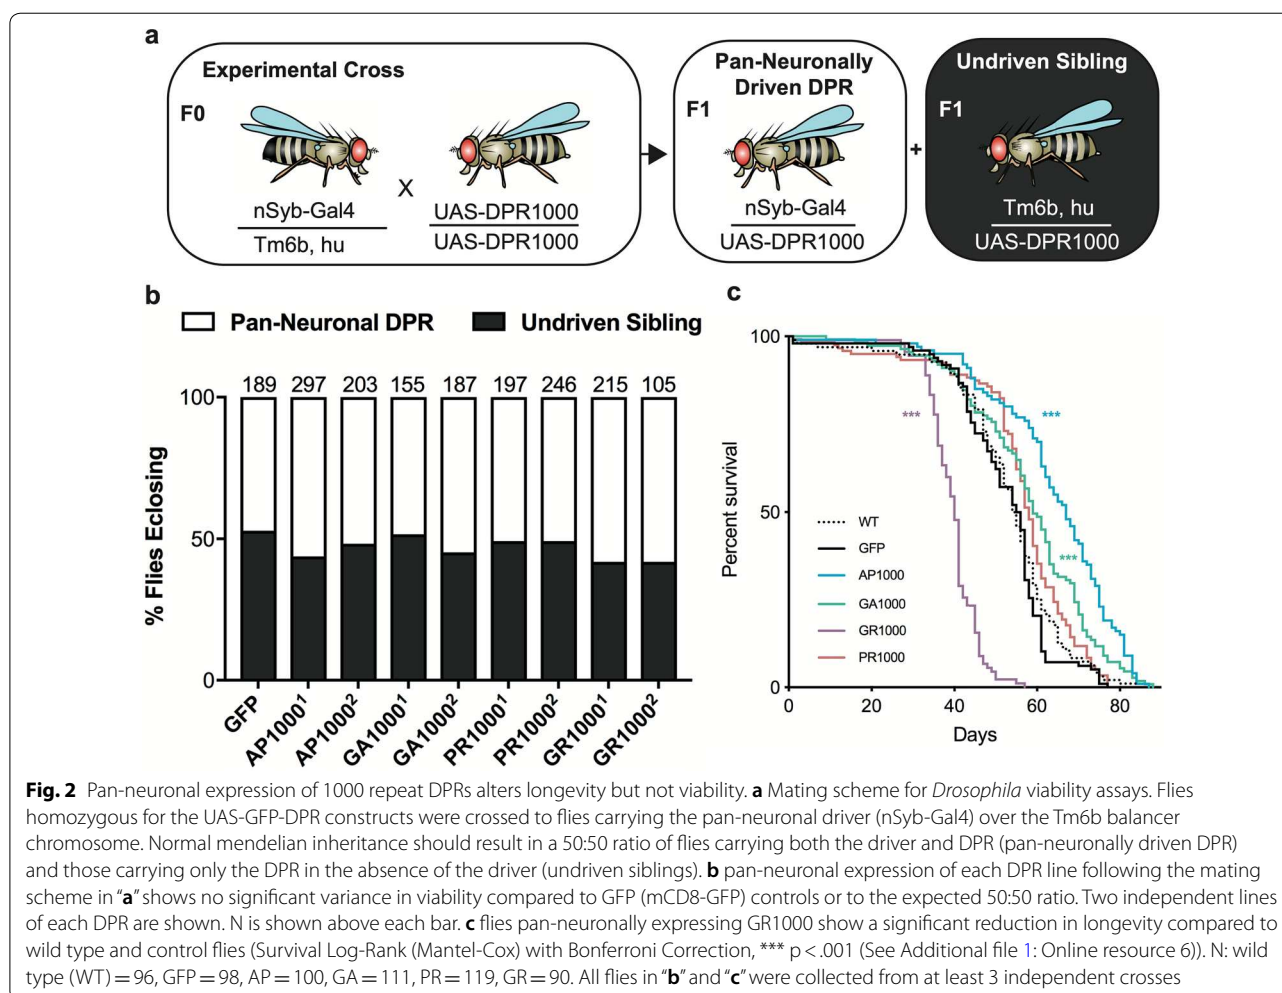 a
Experimental Cross
F0
nSyb-Gal4
Tm6b, hu
X
UAS-DPR1000
UAS-DPR1000
Pan-Neuronally
Driven DPR
F1
nSyb-Gal4
UAS-DPR1000
+
Undriven Sibling
F1
Tm6b, hu
UAS-DPR1000
b
Pan-Neuronal DPR
Undriven Sibling
% Flies Eclosing
100
50
0
189 297 203 155 187 197 246 215 105
GFP
AP1000¹
AP1000²
GA1000¹
GA1000²
PR1000¹
PR1000²
GR1000¹
GR1000²
c
Percent survival
100
50
0
***
***
***
WT
GFP
AP1000
GA1000
GR1000
PR1000
0 20 40 60 80
Days
Fig. 2 Pan-neuronal expression of 1000 repeat DPRs alters longevity but not viability. a Mating scheme for Drosophila viability assays. Flies
homozygous for the UAS-GFP-DPR constructs were crossed to flies carrying the pan-neuronal driver (nSyb-Gal4) over the Tm6b balancer
chromosome. Normal mendelian inheritance should result in a 50:50 ratio of flies carrying both the driver and DPR (pan-neuronally driven DPR)
and those carrying only the DPR in the absence of the driver (undriven siblings). b pan-neuronal expression of each DPR line following the mating
scheme in "a" shows no significant variance in viability compared to GFP (mCD8-GFP) controls or to the expected 50:50 ratio. Two independent lines
of each DPR are shown. N is shown above each bar. c flies pan-neuronally expressing GR1000 show a significant reduction in longevity compared to
wild type and control flies (Survival Log-Rank (Mantel-Cox) with Bonferroni Correction, *** p < .001 (See Additional file 1: Online resource 6)). N: wild
type (WT) = 96, GFP = 98, AP = 100, GA = 111, PR = 119, GR = 90. All flies in "b" and "c" were collected from at least 3 independent crosses